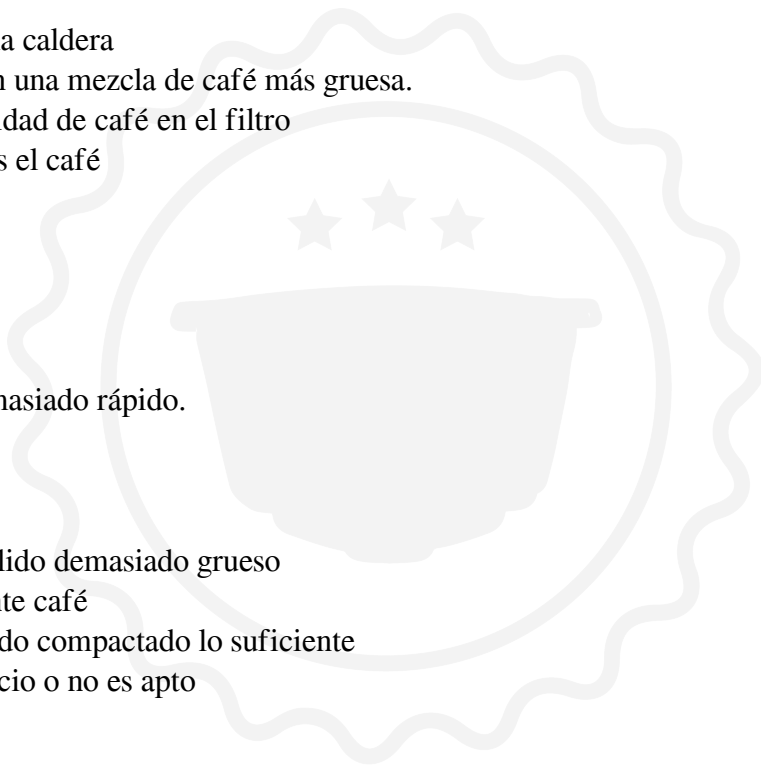 a caldera
una mezcla de café más gruesa.
dad de café en el filtro
s el café
masiado rápido.
lido demasiado grueso
te café
do compactado lo suficiente
cio o no es apto